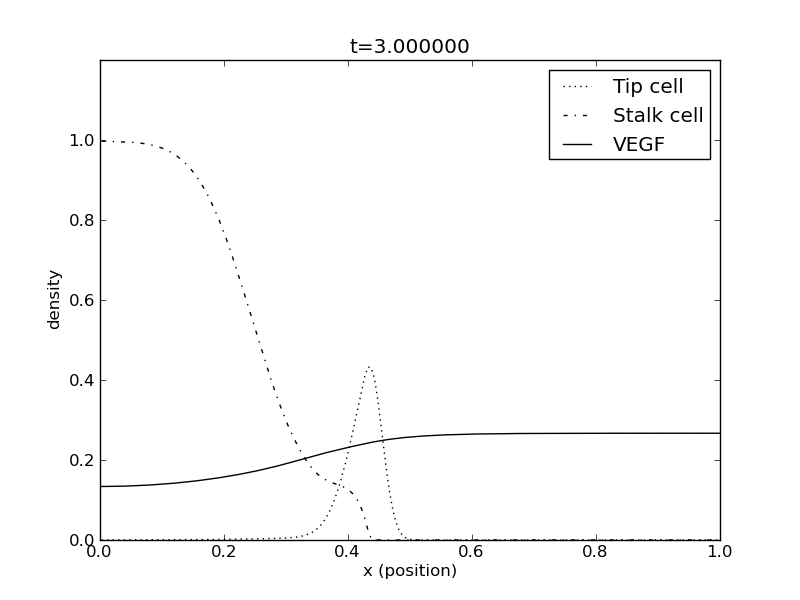 t=3.000000
Tip cell
Stalk cell
VEGF
density
1.0
0.8
0.6
0.4
0.2
0.0
0.0 0.2 0.4 0.6 0.8 1.0
x (position)